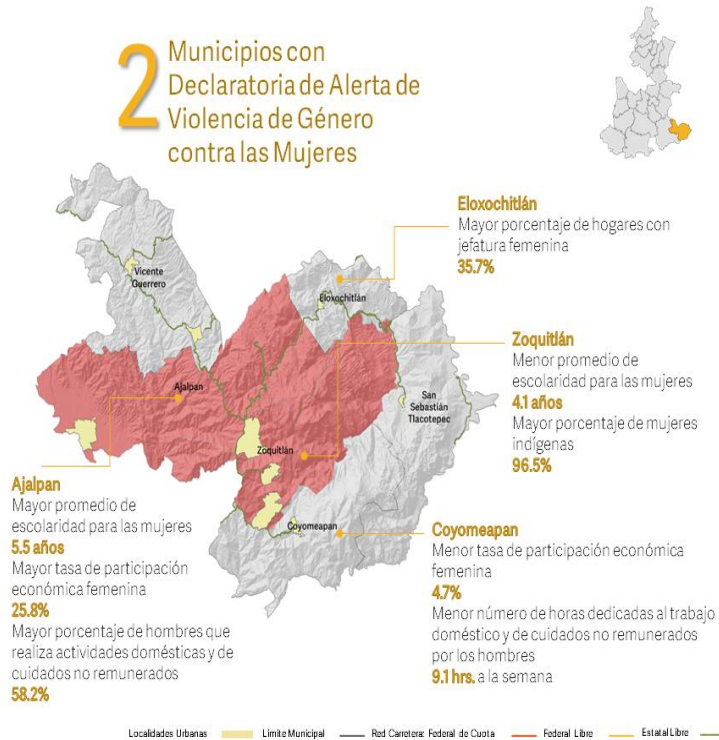 2
Municipios con
Declaratoria de Alerta de
Violencia de Género
contra las Mujeres
Eloxochitlán
Mayor porcentaje de hogares con
jefatura femenina
35.7%
Vicente
Guerrero
Eloxochitlán
Zoquitlán
Menor promedio de
escolaridad para las mujeres
4.1 años
Mayor porcentaje de mujeres
indígenas
96.5%
Ajalpan
San
Sebastián
Tlacotepec
Zoquitlán
Coyomeapan
Ajalpan
Mayor promedio de
escolaridad para las mujeres
5.5 años
Mayor tasa de participación
económica femenina
25.8%
Mayor porcentaje de hombres que
realiza actividades domésticas y de
cuidados no remunerados
58.2%
Coyomeapan
Menor tasa de participación económica
femenina
4.7%
Menor número de horas dedicadas al trabajo
doméstico y de cuidados no remunerados
por los hombres
9.1 hrs. a la semana
Localidades Urbanas Límite Municipal Red Carretera: Federal de Cuota Federal Libre Estatal Libre